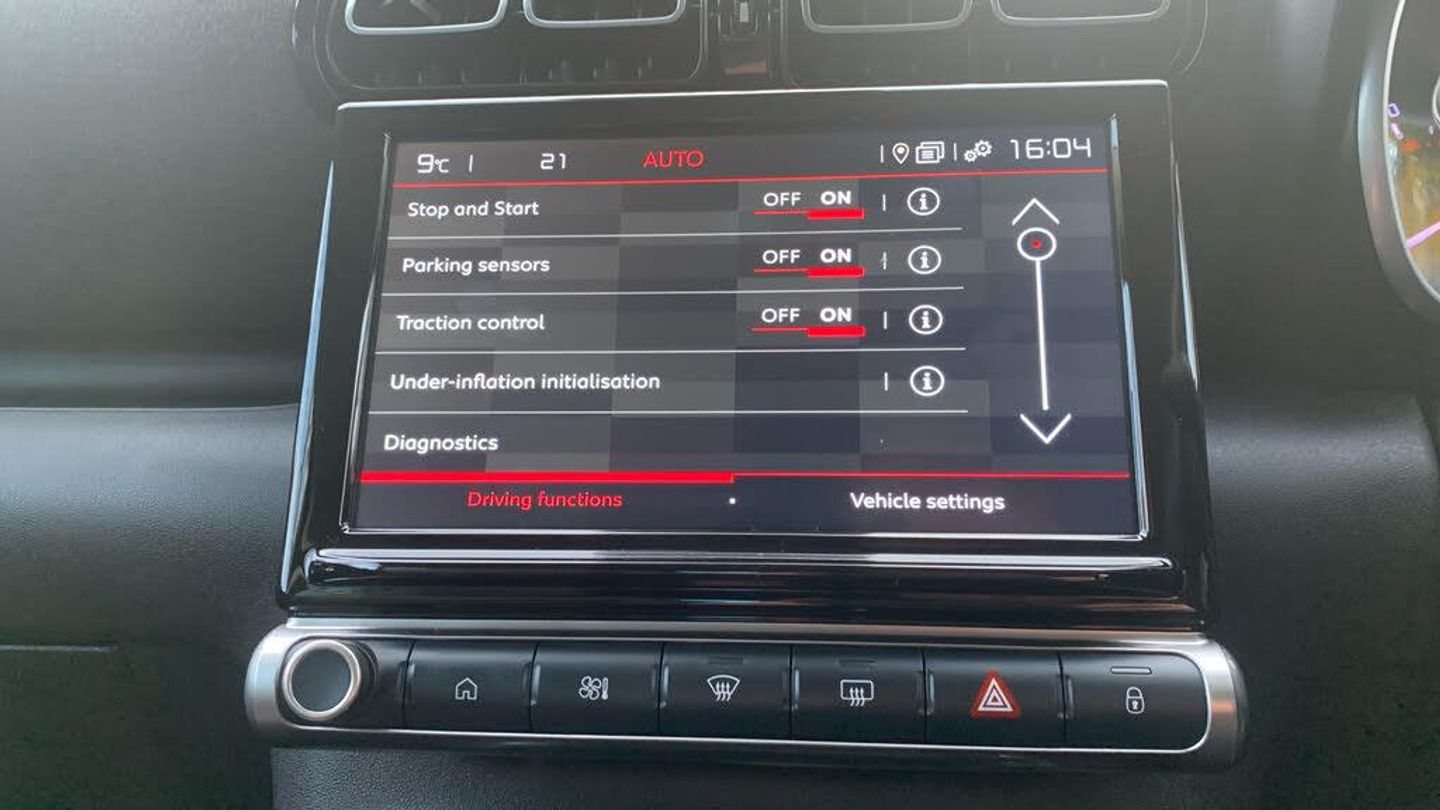 9°C 21 AUTO 16:04
Stop and Start OFF ON
Parking sensors OFF ON
Traction control OFF ON
Under-inflation initialisation
Diagnostics
Driving functions Vehicle settings